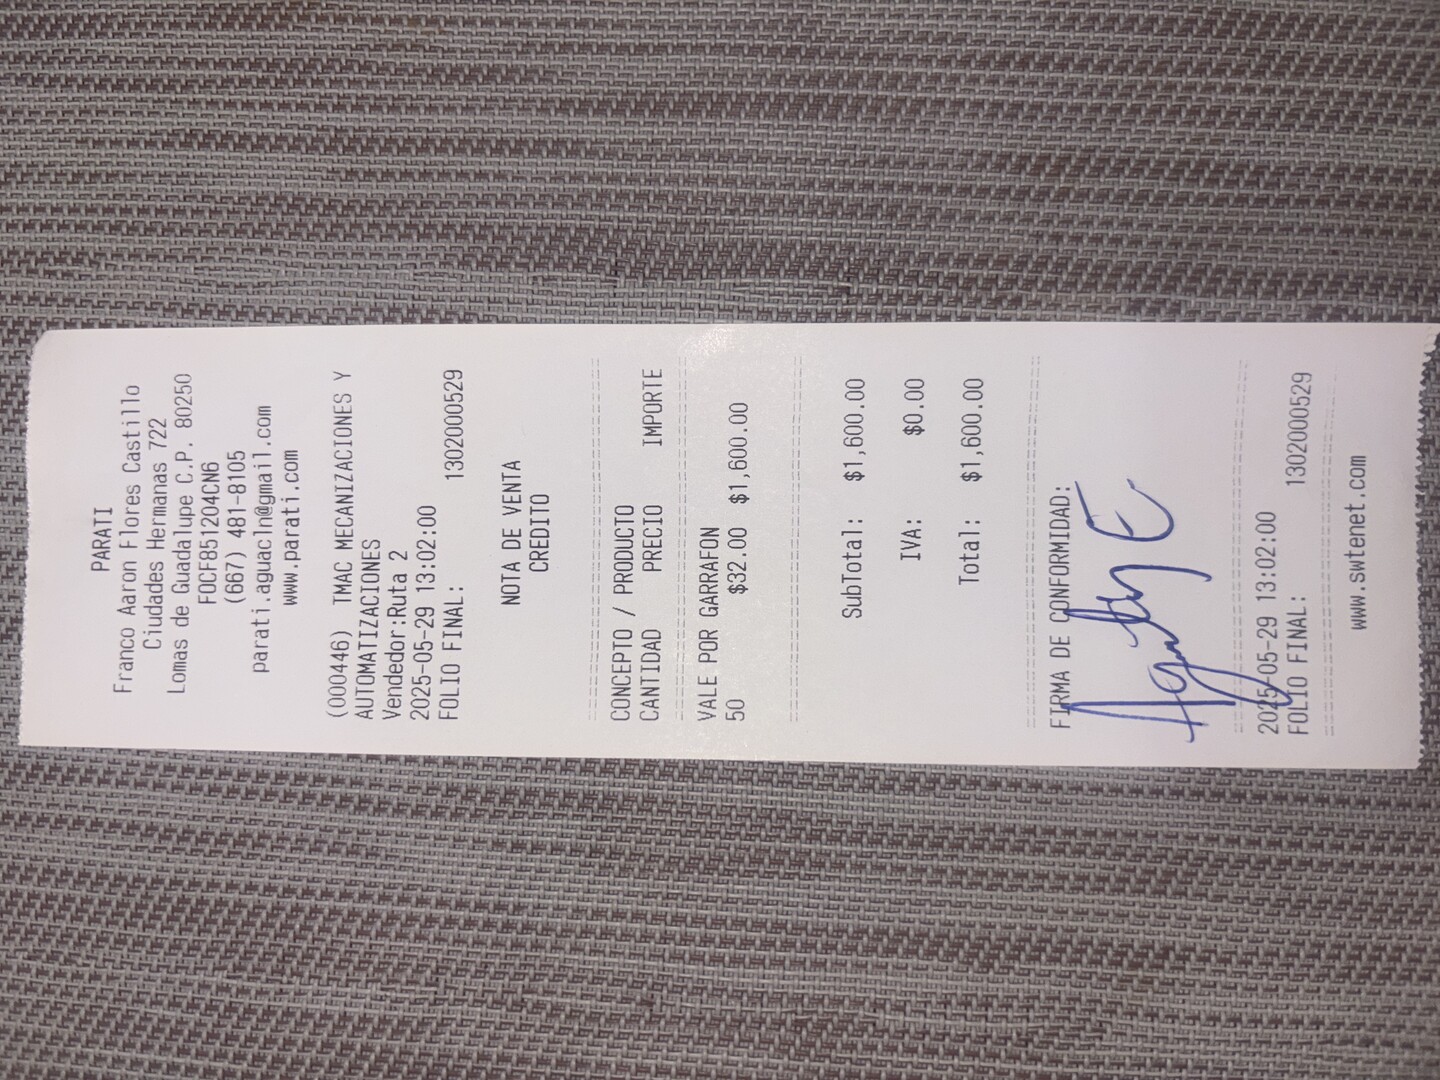 PARATI
Franco Aaron Flores Castillo
Ciudades Hermanas 722
Lomas de Guadalupe C.P. 80250
FOCF851204CN6
(667) 481-8105
parati.aguacln@gmail.com
www.parati.com
(000446) TMAC MECANIZACIONES Y
AUTOMATIZACIONES
Vendedor:Ruta 2
2025-05-29 13:02:00
FOLIO FINAL: 1302000529
NOTA DE VENTA
CREDITO
CONCEPTO / PRODUCTO
CANTIDAD PRECIO IMPORTE
VALE POR GARRAFON
50 $32.00 $1,600.00
SubTotal: $1,600.00
IVA: $0.00
Total: $1,600.00
FIRMA DE CONFORMIDAD:
2025-05-29 13:02:00
FOLIO FINAL: 1302000529
www.swtenet.com